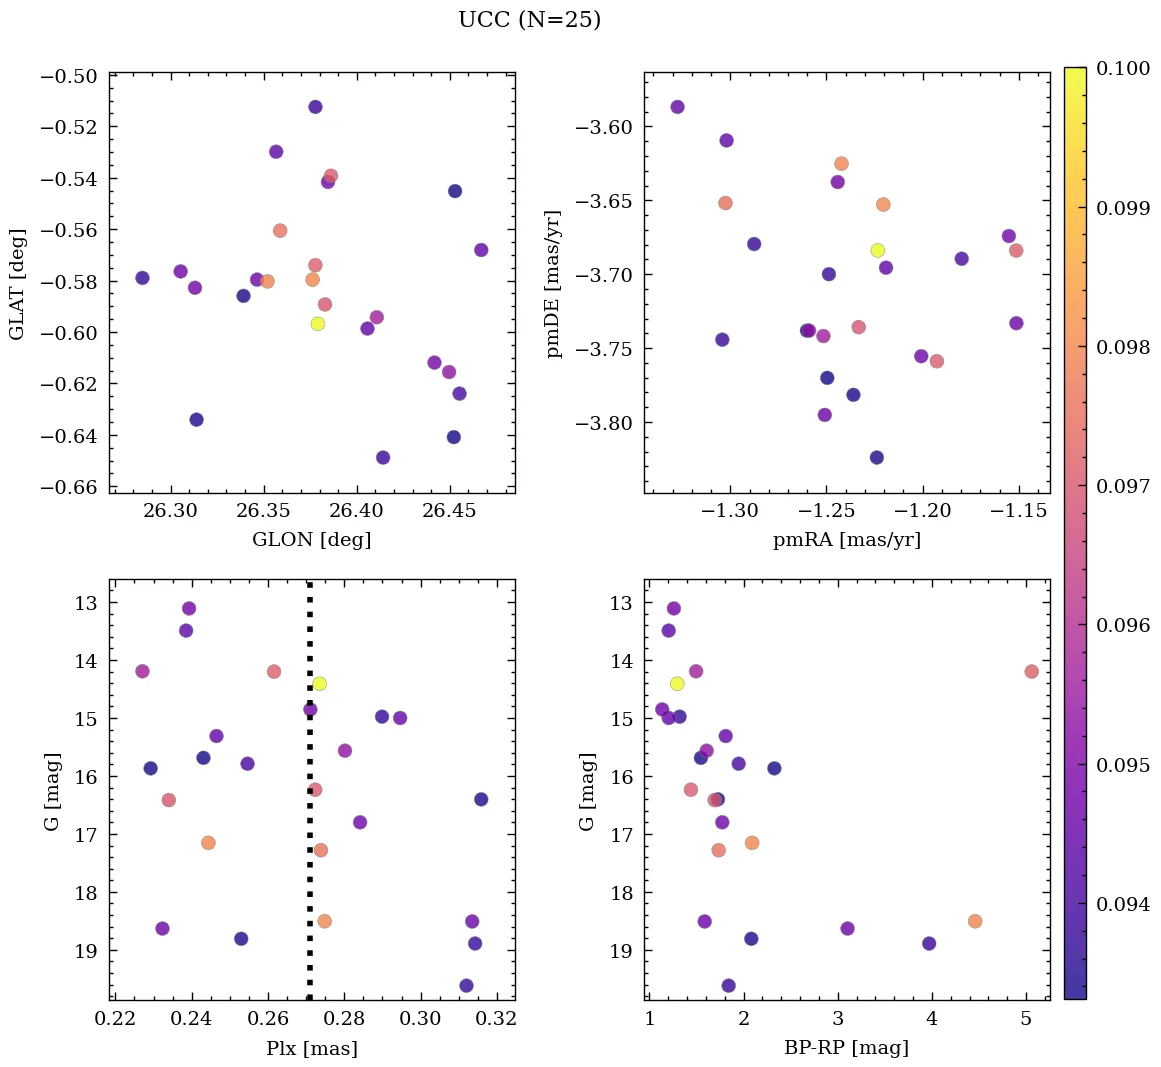 UCC (N=25)
−0.50
−0.52
−0.54
−0.56
−0.58
−0.60
−0.62
−0.64
−0.66
GLAT [deg]
26.30 26.35 26.40 26.45
GLON [deg]
−3.60
−3.65
−3.70
−3.75
−3.80
pmDE [mas/yr]
−1.30 −1.25 −1.20 −1.15
pmRA [mas/yr]
13
14
15
16
17
18
19
G [mag]
0.22 0.24 0.26 0.28 0.30 0.32
Plx [mas]
13
14
15
16
17
18
19
G [mag]
1 2 3 4 5
BP-RP [mag]
0.100
0.099
0.098
0.097
0.096
0.095
0.094